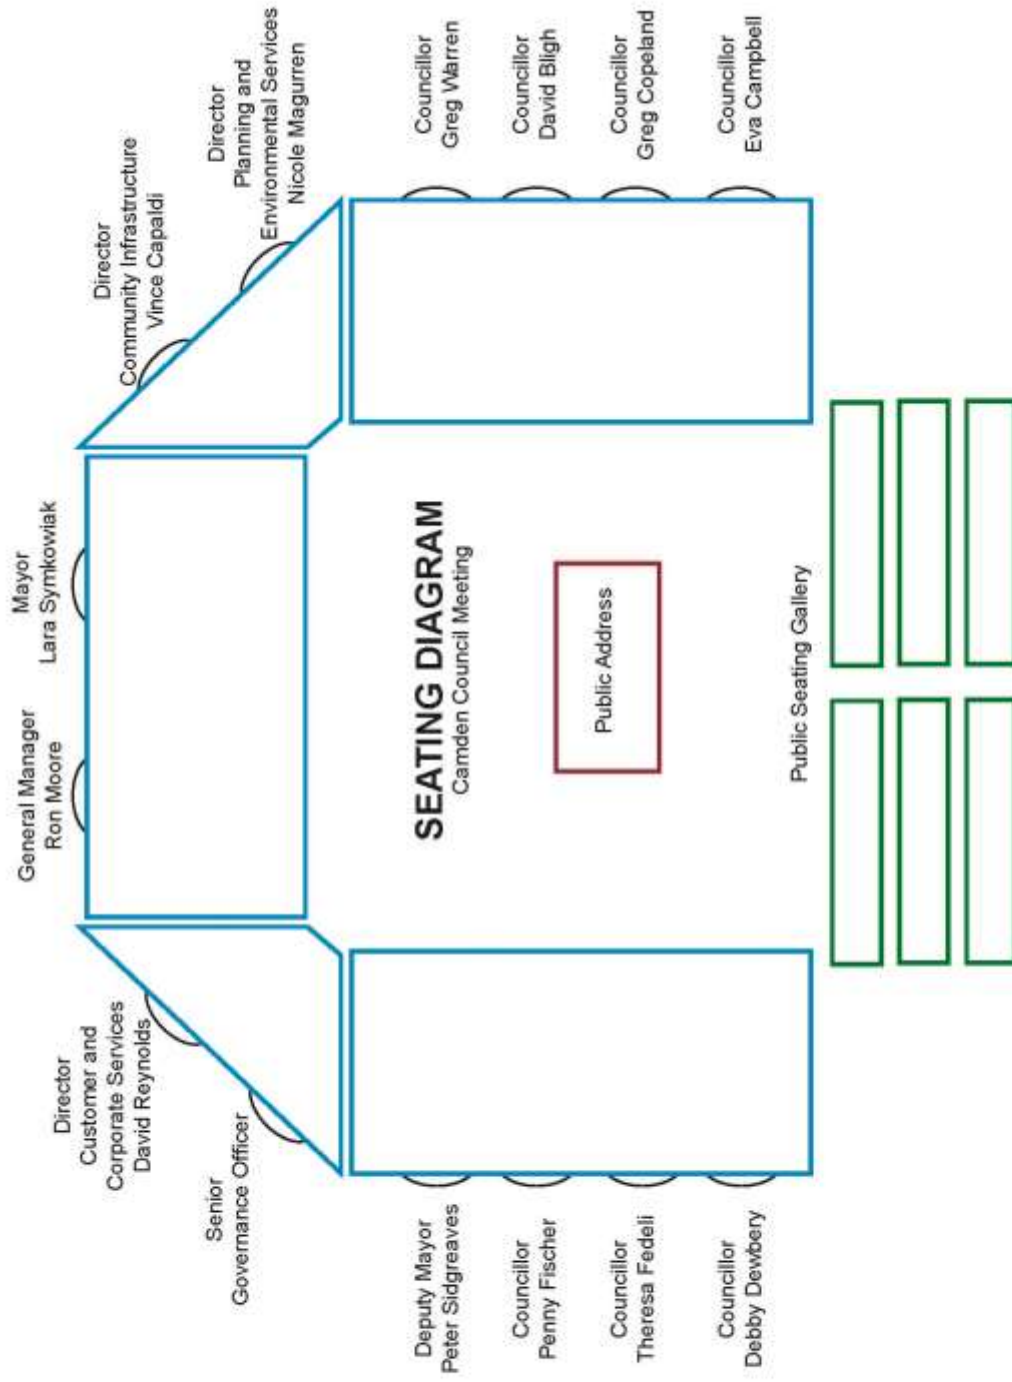 General Manager
Ron Moore
Mayor
Lara Symkowiak
Director
Customer and
Corporate Services
David Reynolds
Director
Community Infrastructure
Vince Capaldi
Senior
Governance Officer
Director
Planning and
Environmental Services
Nicole Magurren
Deputy Mayor
Peter Sidgreaves
Councillor
Penny Fischer
Councillor
Theresa Fedeli
Councillor
Debby Dewbery
SEATING DIAGRAM
Camden Council Meeting
Public Address
Public Seating Gallery
Councillor
Greg Warren
Councillor
David Bligh
Councillor
Greg Copeland
Councillor
Eva Campbell